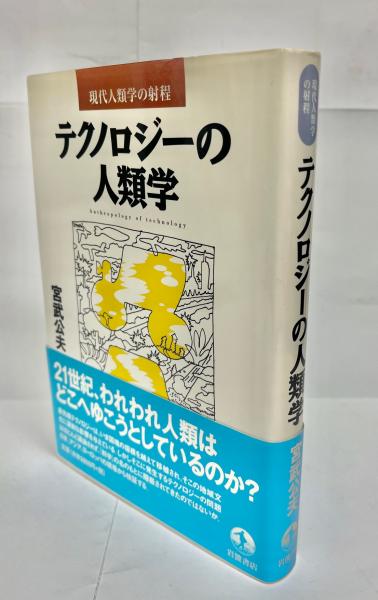 現代人類学の射程
テクノロジーの
人類学
Anthropology of technology
宮武公夫
21世紀、われわれ人類は
どこへゆこうとしているのか?
岩波書店
現代人類学
の射程
テクノロジーの人類学
宮武公夫
岩波